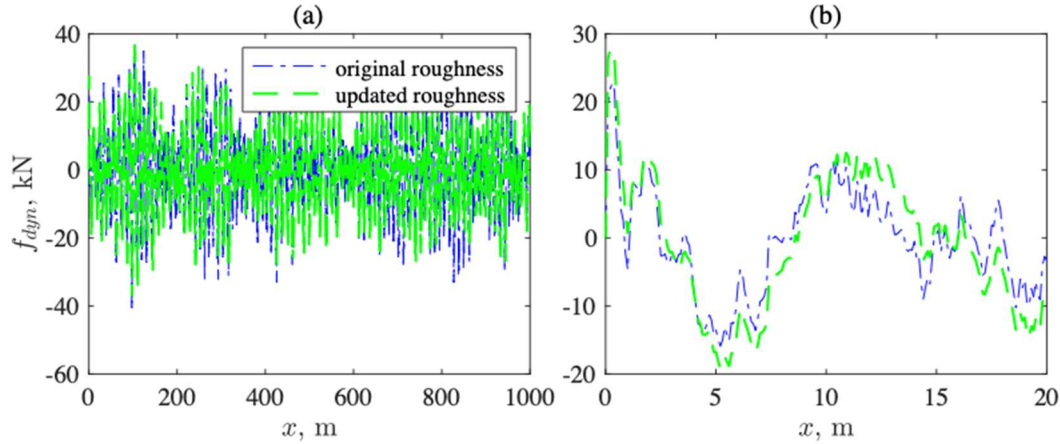 (a)
40
20
0
-20
-40
-60
f_dyn, kN
original roughness
updated roughness
0 200 400 600 800 1000
x, m
(b)
30
20
10
0
-10
-20
0 5 10 15 20
x, m